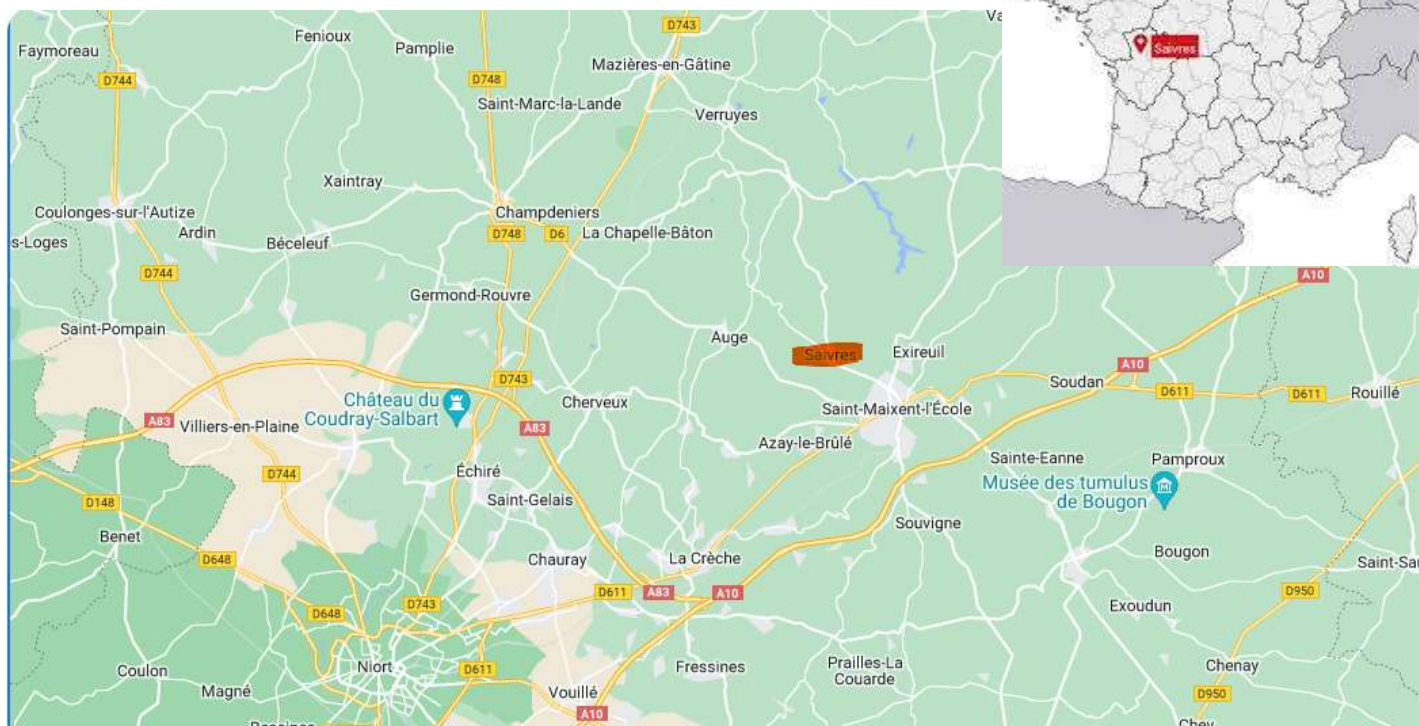 D743
Va
Fenioux
Faymoreau
Pamplie
Saivres
Mazières-en-Gâtine
D744
D748
Saint-Marc-la-Lande
Verruyes
Xaintray
Coulonges-sur-l'Autize
Champdeniers
s-Loges
Ardin
Béceleuf
D748
D6
La Chapelle-Bâton
D744
A10
Germond-Rouvre
Saint-Pompain
Auge
Saivres
Exireuil
A10
D743
Soudan
D611
D611
Rouillé
Château du
Coudray-Salbart
Cherveux
Saint-Maixent-l'École
A83
Villiers-en-Plaine
A83
Azay-le-Brûlé
Sainte-Eanne
Pamproux
D744
Échiré
Musée des tumulus
de Bougon
D148
Saint-Gelais
Souvigne
Benet
D648
Chauray
La Crèche
Bougon
Saint-Sau
D611
A83
A10
D950
D648
D743
Exoudun
Coulon
Niort
D611
Fressines
Prailles-La
Couarde
Chenay
Magné
Vouillé
D950
A10
Bessines
Chey